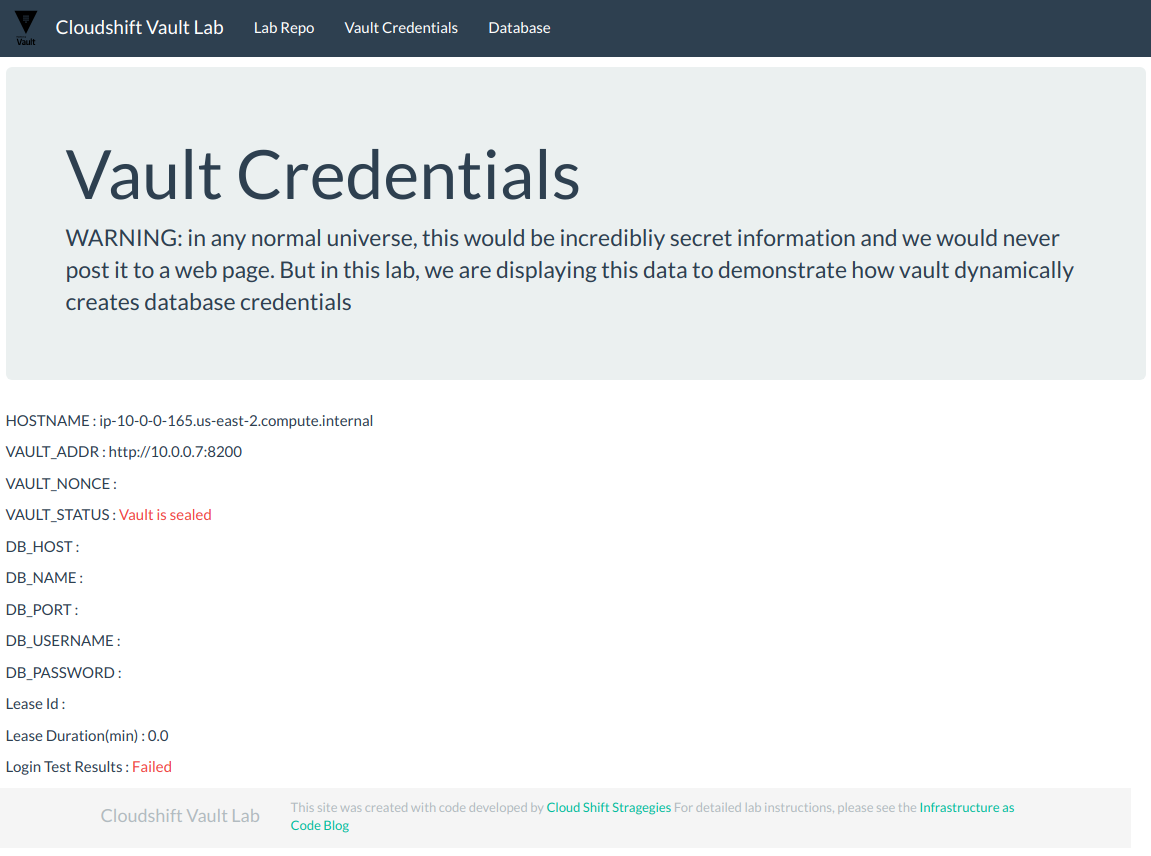 Vault
Cloudshift Vault Lab
Lab Repo
Vault Credentials
Database
Vault Credentials
WARNING: in any normal universe, this would be incredibliy secret information and we would never
post it to a web page. But in this lab, we are displaying this data to demonstrate how vault dynamically
creates database credentials
HOSTNAME : ip-10-0-0-165.us-east-2.compute.internal
VAULT_ADDR : http://10.0.0.7:8200
VAULT_NONCE :
VAULT_STATUS : Vault is sealed
DB_HOST :
DB_NAME :
DB_PORT :
DB_USERNAME :
DB_PASSWORD :
Lease Id :
Lease Duration(min) : 0.0
Login Test Results : Failed
Cloudshift Vault Lab
This site was created with code developed by Cloud Shift Stragegies For detailed lab instructions, please see the Infrastructure as
Code Blog